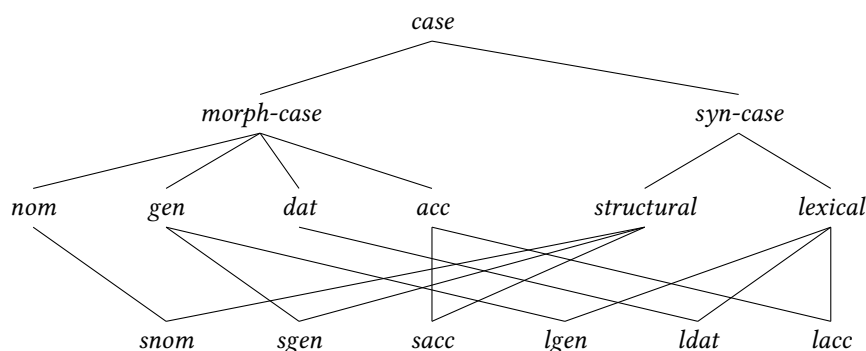 case
morph-case syn-case
nom gen dat acc structural lexical
snom sgen sacc lgen ldat lacc